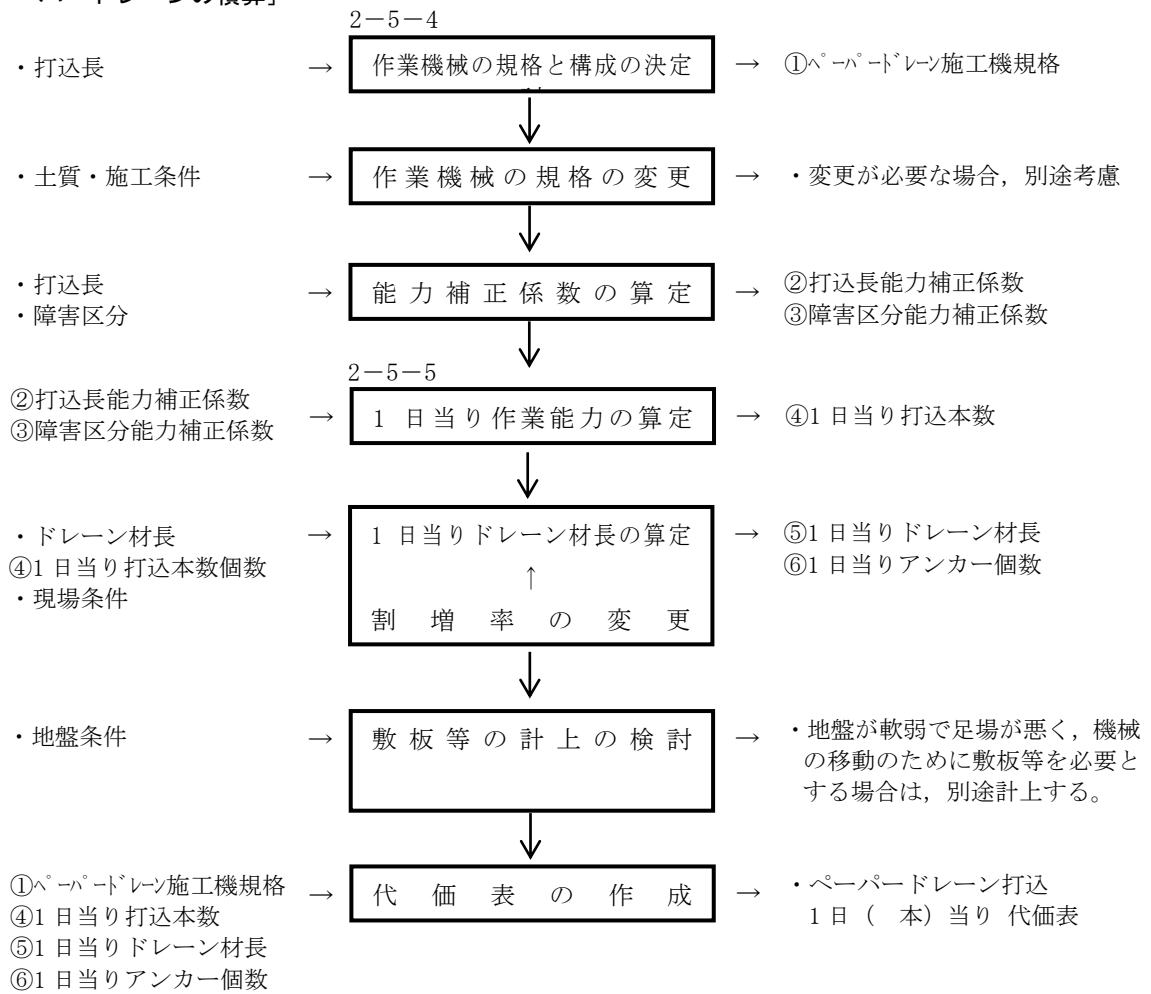 2－5－4
・打込長 → 作業機械の規格と構成の決定 → ①ﾍﾟｰﾊﾟｰﾄﾞﾚｰﾝ施工機規格
↓
・土質・施工条件 → 作業機械の規格の変更 → ・変更が必要な場合，別途考慮
↓
・打込長
・障害区分
→ 能力補正係数の算定 →
②打込長能力補正係数
③障害区分能力補正係数
↓
2－5－5
②打込長能力補正係数
③障害区分能力補正係数
→ 1 日当り作業能力の算定 → ④1 日当り打込本数
↓
・ドレーン材長
④1 日当り打込本数個数
・現場条件
→ 1 日当りドレーン材長の算定
↑
割増率の変更
→ ⑤1 日当りドレーン材長
⑥1 日当りアンカー個数
↓
・地盤条件 → 敷板等の計上の検討 →
・地盤が軟弱で足場が悪く，機械
の移動のために敷板等を必要と
する場合は，別途計上する。
↓
①ﾍﾟｰﾊﾟｰﾄﾞﾚｰﾝ施工機規格
④1 日当り打込本数
⑤1 日当りドレーン材長
⑥1 日当りアンカー個数
→ 代価表の作成 →
・ペーパードレーン打込
1 日（　本）当り 代価表